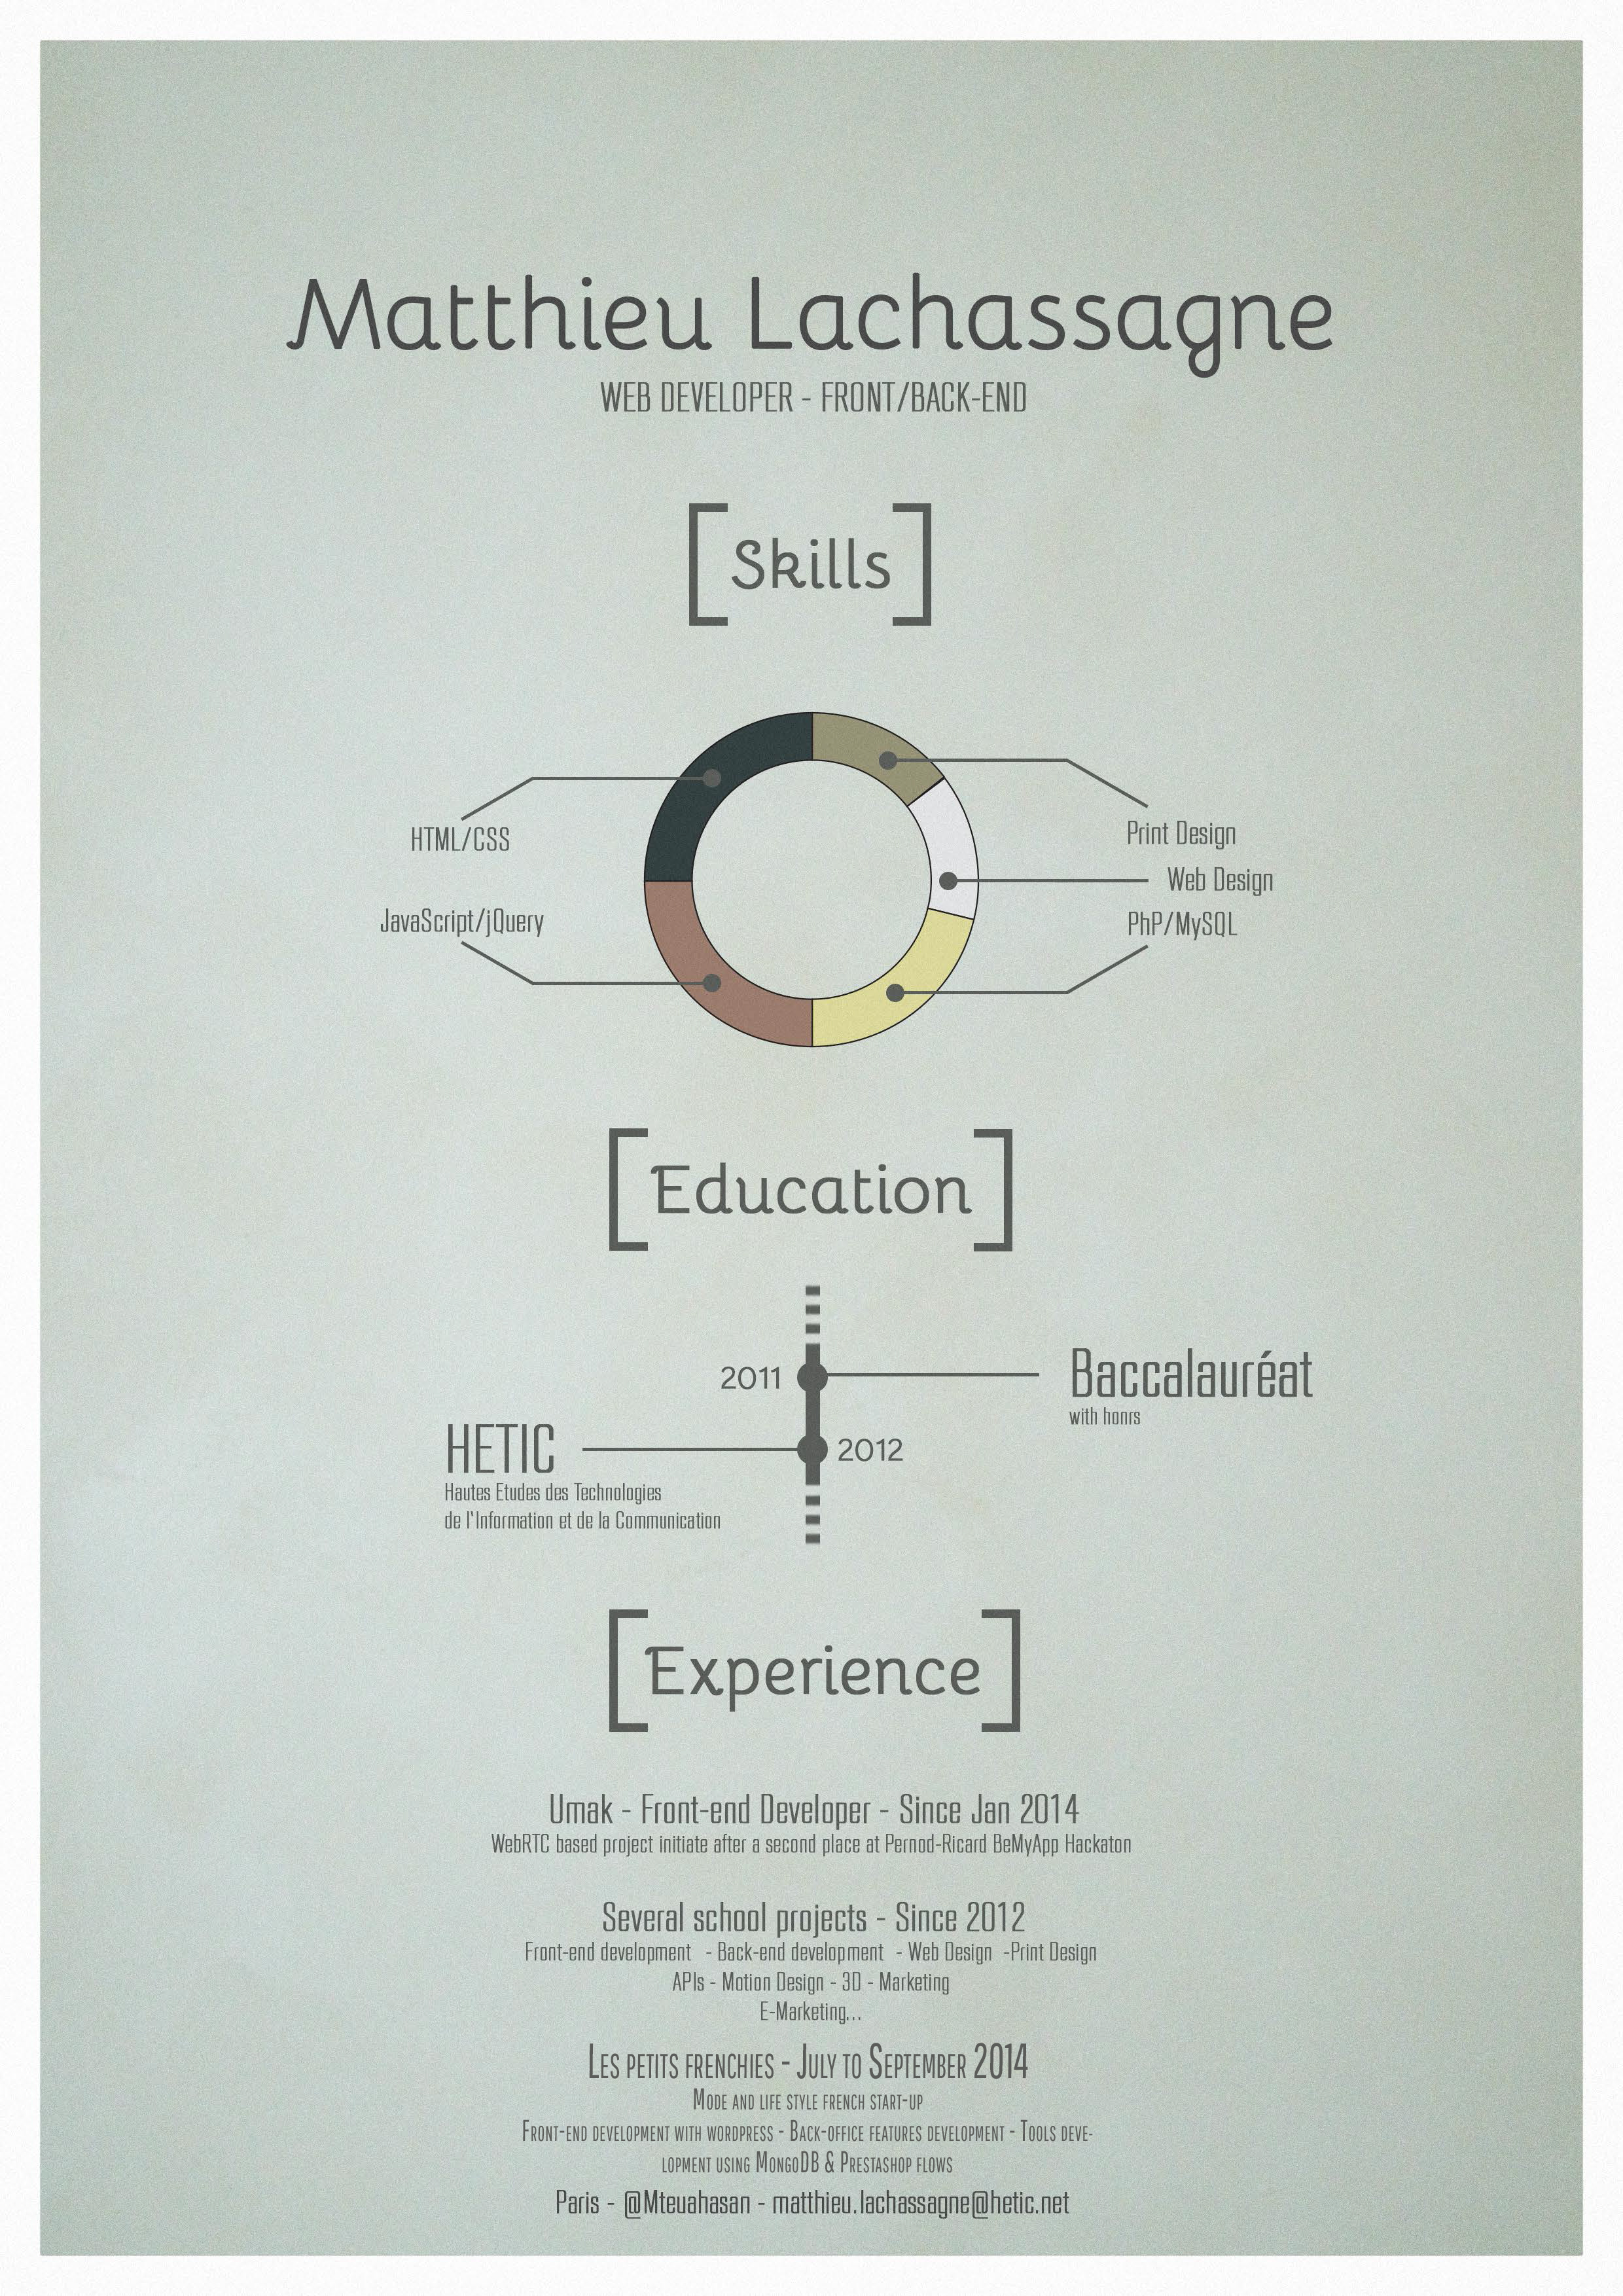 Matthieu Lachassagne
WEB DEVELOPER - FRONT/BACK-END
Skills
HTML/CSS
JavaScript/jQuery
Print Design
Web Design
PhP/MySQL
Education
2011
Baccalauréat
with honrs
HETIC
2012
Hautes Etudes des Technologies
de l'Information et de la Communication
Experience
Umak - Front-end Developer - Since Jan 2014
WebRTC based project initiate after a second place at Pernod-Ricard BeMyApp Hackaton
Several school projects - Since 2012
Front-end development - Back-end development - Web Design -Print Design
APIs - Motion Design - 3D - Marketing
E-Marketing...
Les petits frenchies - July to September 2014
Mode and life style french start-up
Front-end development with wordpress - Back-office features development - Tools deve-
lopment using MongoDB & Prestashop flows
Paris - @Mteuahasan - matthieu.lachassagne@hetic.net